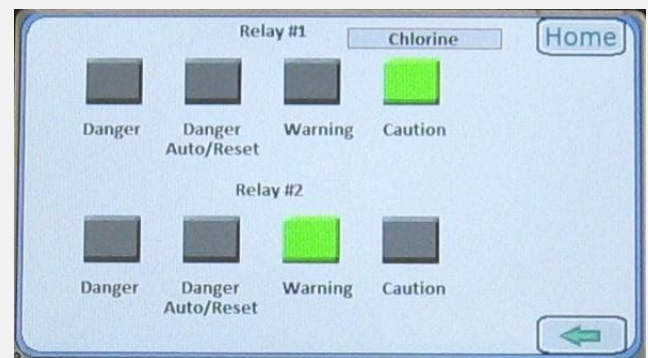 Relay #1
Chlorine
Home
Danger
Danger
Auto/Reset
Warning
Caution
Relay #2
Danger
Danger
Auto/Reset
Warning
Caution